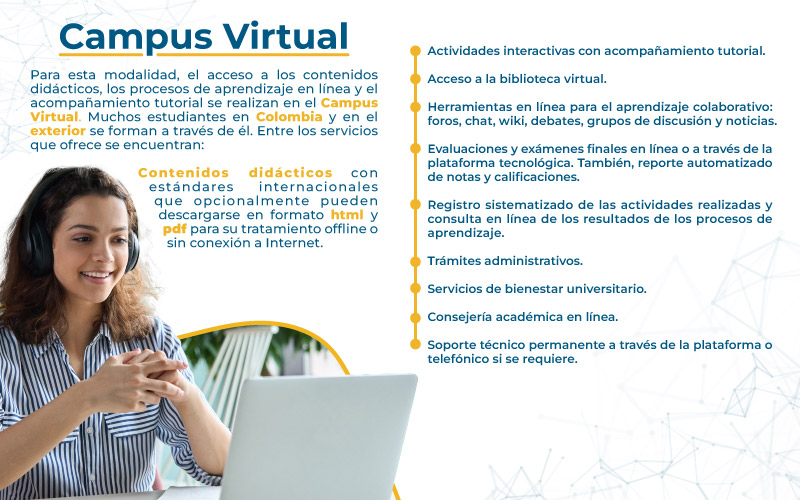 Campus Virtual
Para esta modalidad, el acceso a los contenidos
didácticos, los procesos de aprendizaje en línea y el
acompañamiento tutorial se realizan en el Campus
Virtual. Muchos estudiantes en Colombia y en el
exterior se forman a través de él. Entre los servicios
que ofrece se encuentran:
Contenidos didácticos con
estándares internacionales
que opcionalmente pueden
descargarse en formato html y
pdf para su tratamiento offline o
sin conexión a Internet.
Actividades interactivas con acompañamiento tutorial.
Acceso a la biblioteca virtual.
Herramientas en línea para el aprendizaje colaborativo:
foros, chat, wiki, debates, grupos de discusión y noticias.
Evaluaciones y exámenes finales en línea o a través de la
plataforma tecnológica. También, reporte automatizado
de notas y calificaciones.
Registro sistematizado de las actividades realizadas y
consulta en línea de los resultados de los procesos de
aprendizaje.
Trámites administrativos.
Servicios de bienestar universitario.
Consejería académica en línea.
Soporte técnico permanente a través de la plataforma o
telefónico si se requiere.